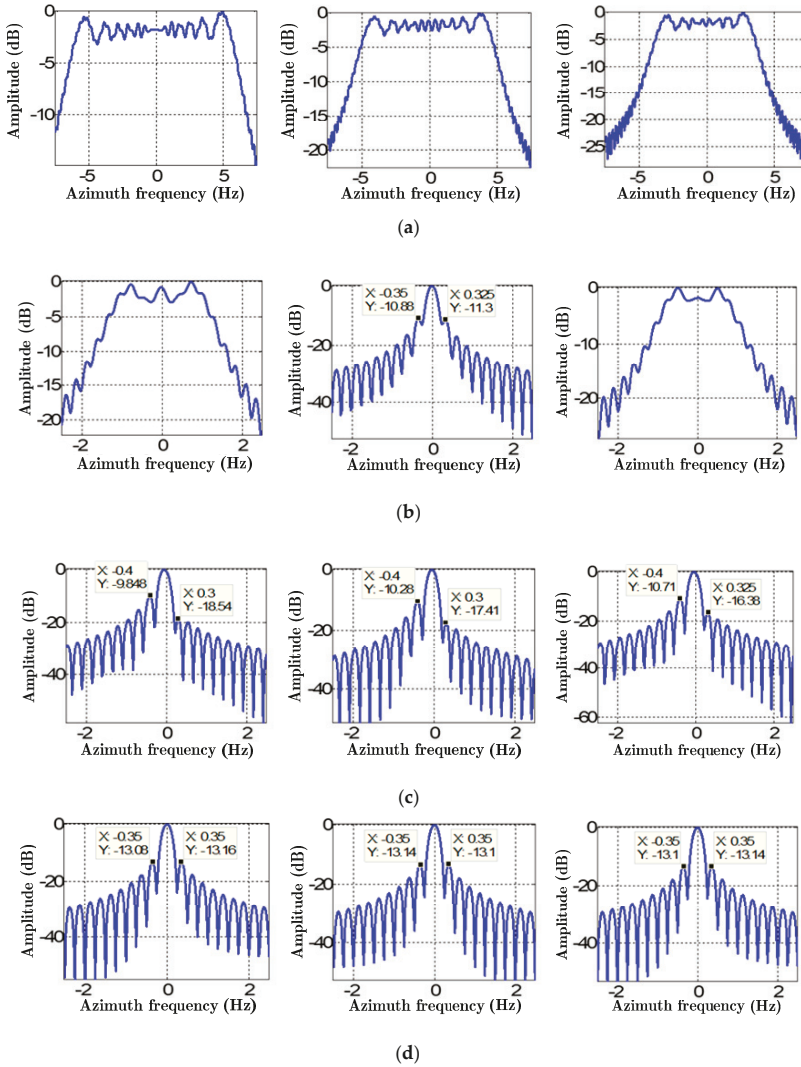 0
-5
-10
-5
0
5
Amplitude (dB)
Azimuth frequency (Hz)
0
-5
-10
-15
-20
-5
0
5
Amplitude (dB)
Azimuth frequency (Hz)
0
-5
-10
-15
-20
-25
-5
0
5
Amplitude (dB)
Azimuth frequency (Hz)
(a)
0
-5
-10
-15
-20
-2
0
2
Amplitude (dB)
Azimuth frequency (Hz)
0
-20
-40
-2
0
2
X: -0.35
Y: -10.88
X: 0.325
Y: -11.3
Amplitude (dB)
Azimuth frequency (Hz)
0
-10
-20
-2
0
2
Amplitude (dB)
Azimuth frequency (Hz)
(b)
0
-20
-40
-2
0
2
X: -0.4
Y: -9.848
X: 0.3
Y: -18.54
Amplitude (dB)
Azimuth frequency (Hz)
0
-20
-40
-2
0
2
X: -0.4
Y: -10.28
X: 0.3
Y: -17.41
Amplitude (dB)
Azimuth frequency (Hz)
0
-20
-40
-60
-2
0
2
X: -0.4
Y: -10.71
X: 0.325
Y: -16.38
Amplitude (dB)
Azimuth frequency (Hz)
(c)
0
-20
-40
-2
0
2
X: -0.35
Y: -13.08
X: 0.35
Y: -13.16
Amplitude (dB)
Azimuth frequency (Hz)
0
-20
-40
-2
0
2
X: -0.35
Y: -13.14
X: 0.35
Y: -13.1
Amplitude (dB)
Azimuth frequency (Hz)
0
-20
-40
-2
0
2
X: -0.35
Y: -13.1
X: 0.35
Y: -13.14
Amplitude (dB)
Azimuth frequency (Hz)
(d)